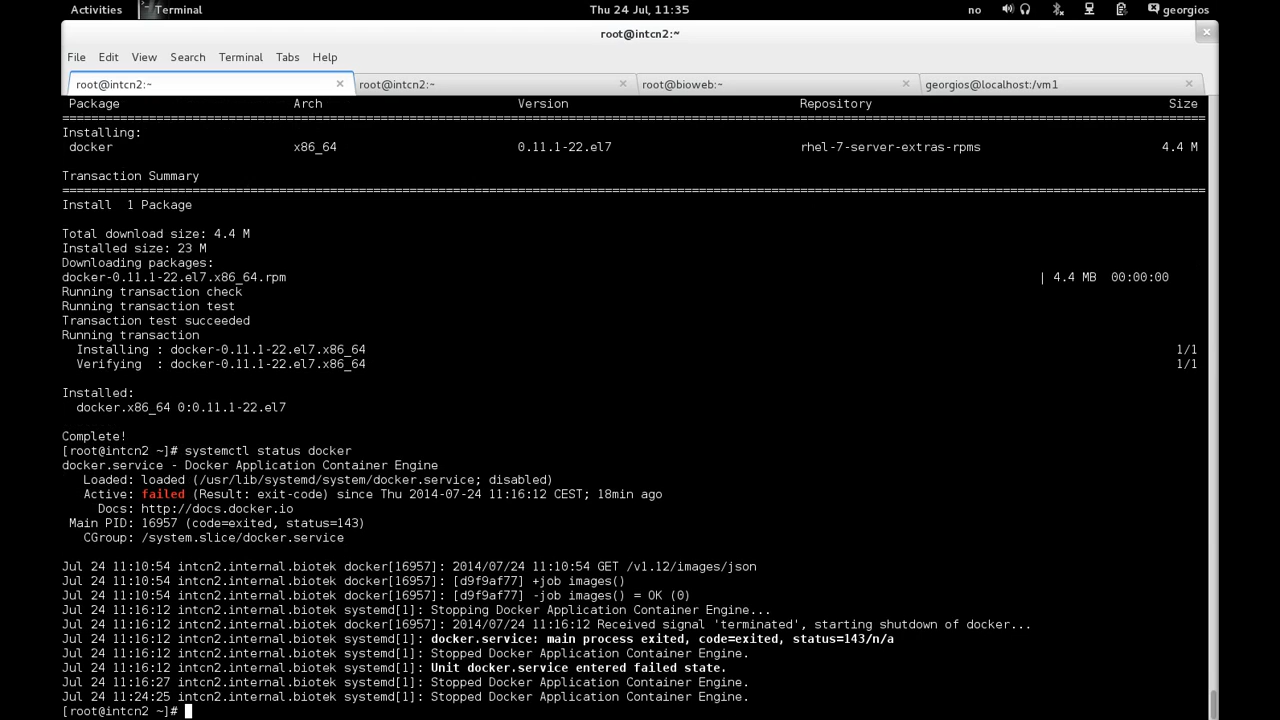 Activities Terminal Thu 24 Jul, 11:35 no georgios
root@intcn2:~
File Edit View Search Terminal Tabs Help
root@intcn2:~ root@intcn2:~ root@bioweb:~ georgios@localhost:/vm1
Package Arch Version Repository Size
================================================================================
Installing:
docker x86_64 0.11.1-22.el7 rhel-7-server-extras-rpms 4.4 M
Transaction Summary
================================================================================
Install 1 Package
Total download size: 4.4 M
Installed size: 23 M
Downloading packages:
docker-0.11.1-22.el7.x86_64.rpm | 4.4 MB 00:00:00
Running transaction check
Running transaction test
Transaction test succeeded
Running transaction
Installing : docker-0.11.1-22.el7.x86_64 1/1
Verifying : docker-0.11.1-22.el7.x86_64 1/1
Installed:
docker.x86_64 0:0.11.1-22.el7
Complete!
[root@intcn2 ~]# systemctl status docker
docker.service - Docker Application Container Engine
Loaded: loaded (/usr/lib/systemd/system/docker.service; disabled)
Active: failed (Result: exit-code) since Thu 2014-07-24 11:16:12 CEST; 18min ago
Docs: http://docs.docker.io
Main PID: 16957 (code=exited, status=143)
CGroup: /system.slice/docker.service
Jul 24 11:10:54 intcn2.internal.biotek docker[16957]: 2014/07/24 11:10:54 GET /v1.12/images/json
Jul 24 11:10:54 intcn2.internal.biotek docker[16957]: [d9f9af77] +job images()
Jul 24 11:10:54 intcn2.internal.biotek docker[16957]: [d9f9af77] -job images() = OK (0)
Jul 24 11:16:12 intcn2.internal.biotek systemd[1]: Stopping Docker Application Container Engine...
Jul 24 11:16:12 intcn2.internal.biotek docker[16957]: 2014/07/24 11:16:12 Received signal 'terminated', starting shutdown of docker...
Jul 24 11:16:12 intcn2.internal.biotek systemd[1]: docker.service: main process exited, code=exited, status=143/n/a
Jul 24 11:16:12 intcn2.internal.biotek systemd[1]: Stopped Docker Application Container Engine.
Jul 24 11:16:12 intcn2.internal.biotek systemd[1]: Unit docker.service entered failed state.
Jul 24 11:16:27 intcn2.internal.biotek systemd[1]: Stopped Docker Application Container Engine.
Jul 24 11:24:25 intcn2.internal.biotek systemd[1]: Stopped Docker Application Container Engine.
[root@intcn2 ~]#